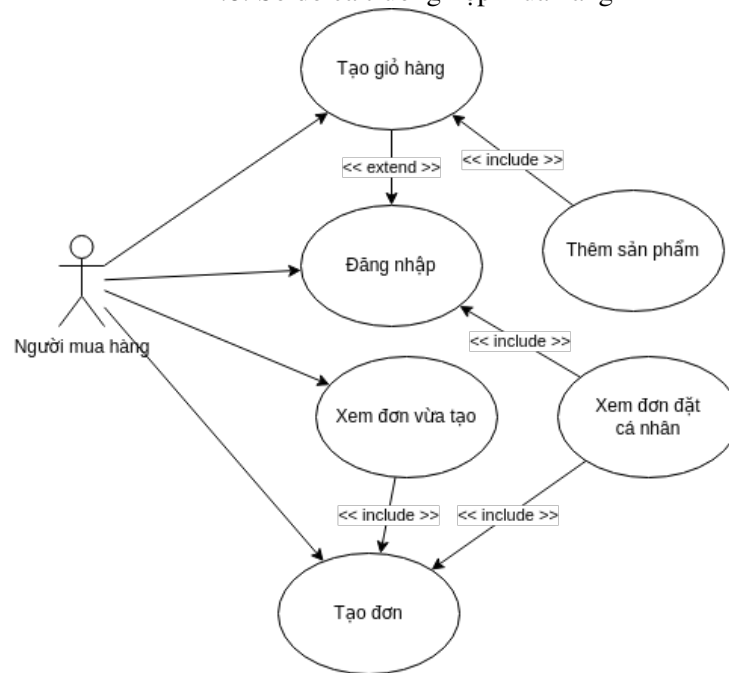 Tạo giỏ hàng
<< extend >>
<< include >>
Đăng nhập
Thêm sản phẩm
Người mua hàng
<< include >>
Xem đơn vừa tạo
Xem đơn đặt
cá nhân
<< include >>
<< include >>
Tạo đơn